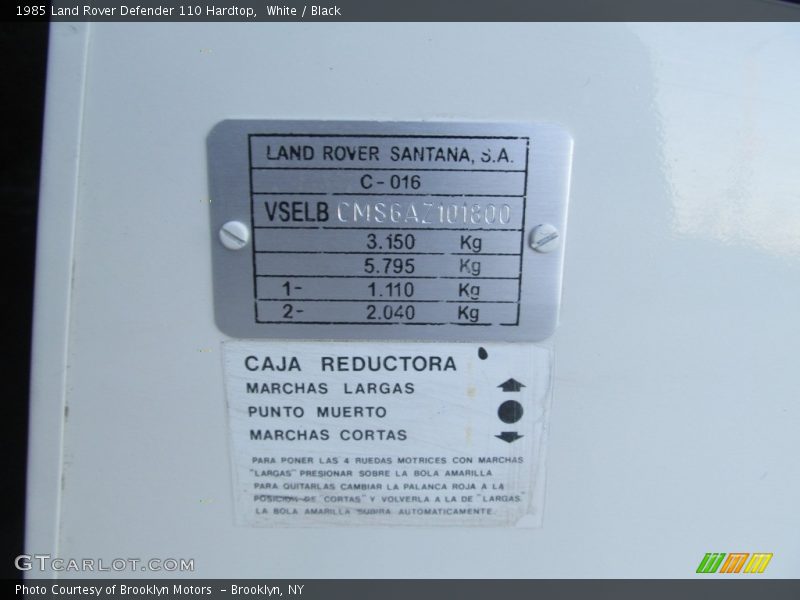 1985 Land Rover Defender 110 Hardtop, White / Black
LAND ROVER SANTANA, S.A.
C-016
VSELB CMS6AZ101800
3.150 Kg
5.795 Kg
1- 1.110 Kg
2- 2.040 Kg
CAJA REDUCTORA
MARCHAS LARGAS
PUNTO MUERTO
MARCHAS CORTAS
PARA PONER LAS 4 RUEDAS MOTRICES CON MARCHAS
"LARGAS" PRESIONAR SOBRE LA BOLA AMARILLA
PARA QUITARLAS CAMBIAR LA PALANCA ROJA A LA
POSICION DE "CORTAS" Y VOLVERLA A LA DE "LARGAS"
LA BOLA AMARILLA SUBIRA AUTOMATICAMENTE
GTCARLOT.COM
Photo Courtesy of Brooklyn Motors - Brooklyn, NY